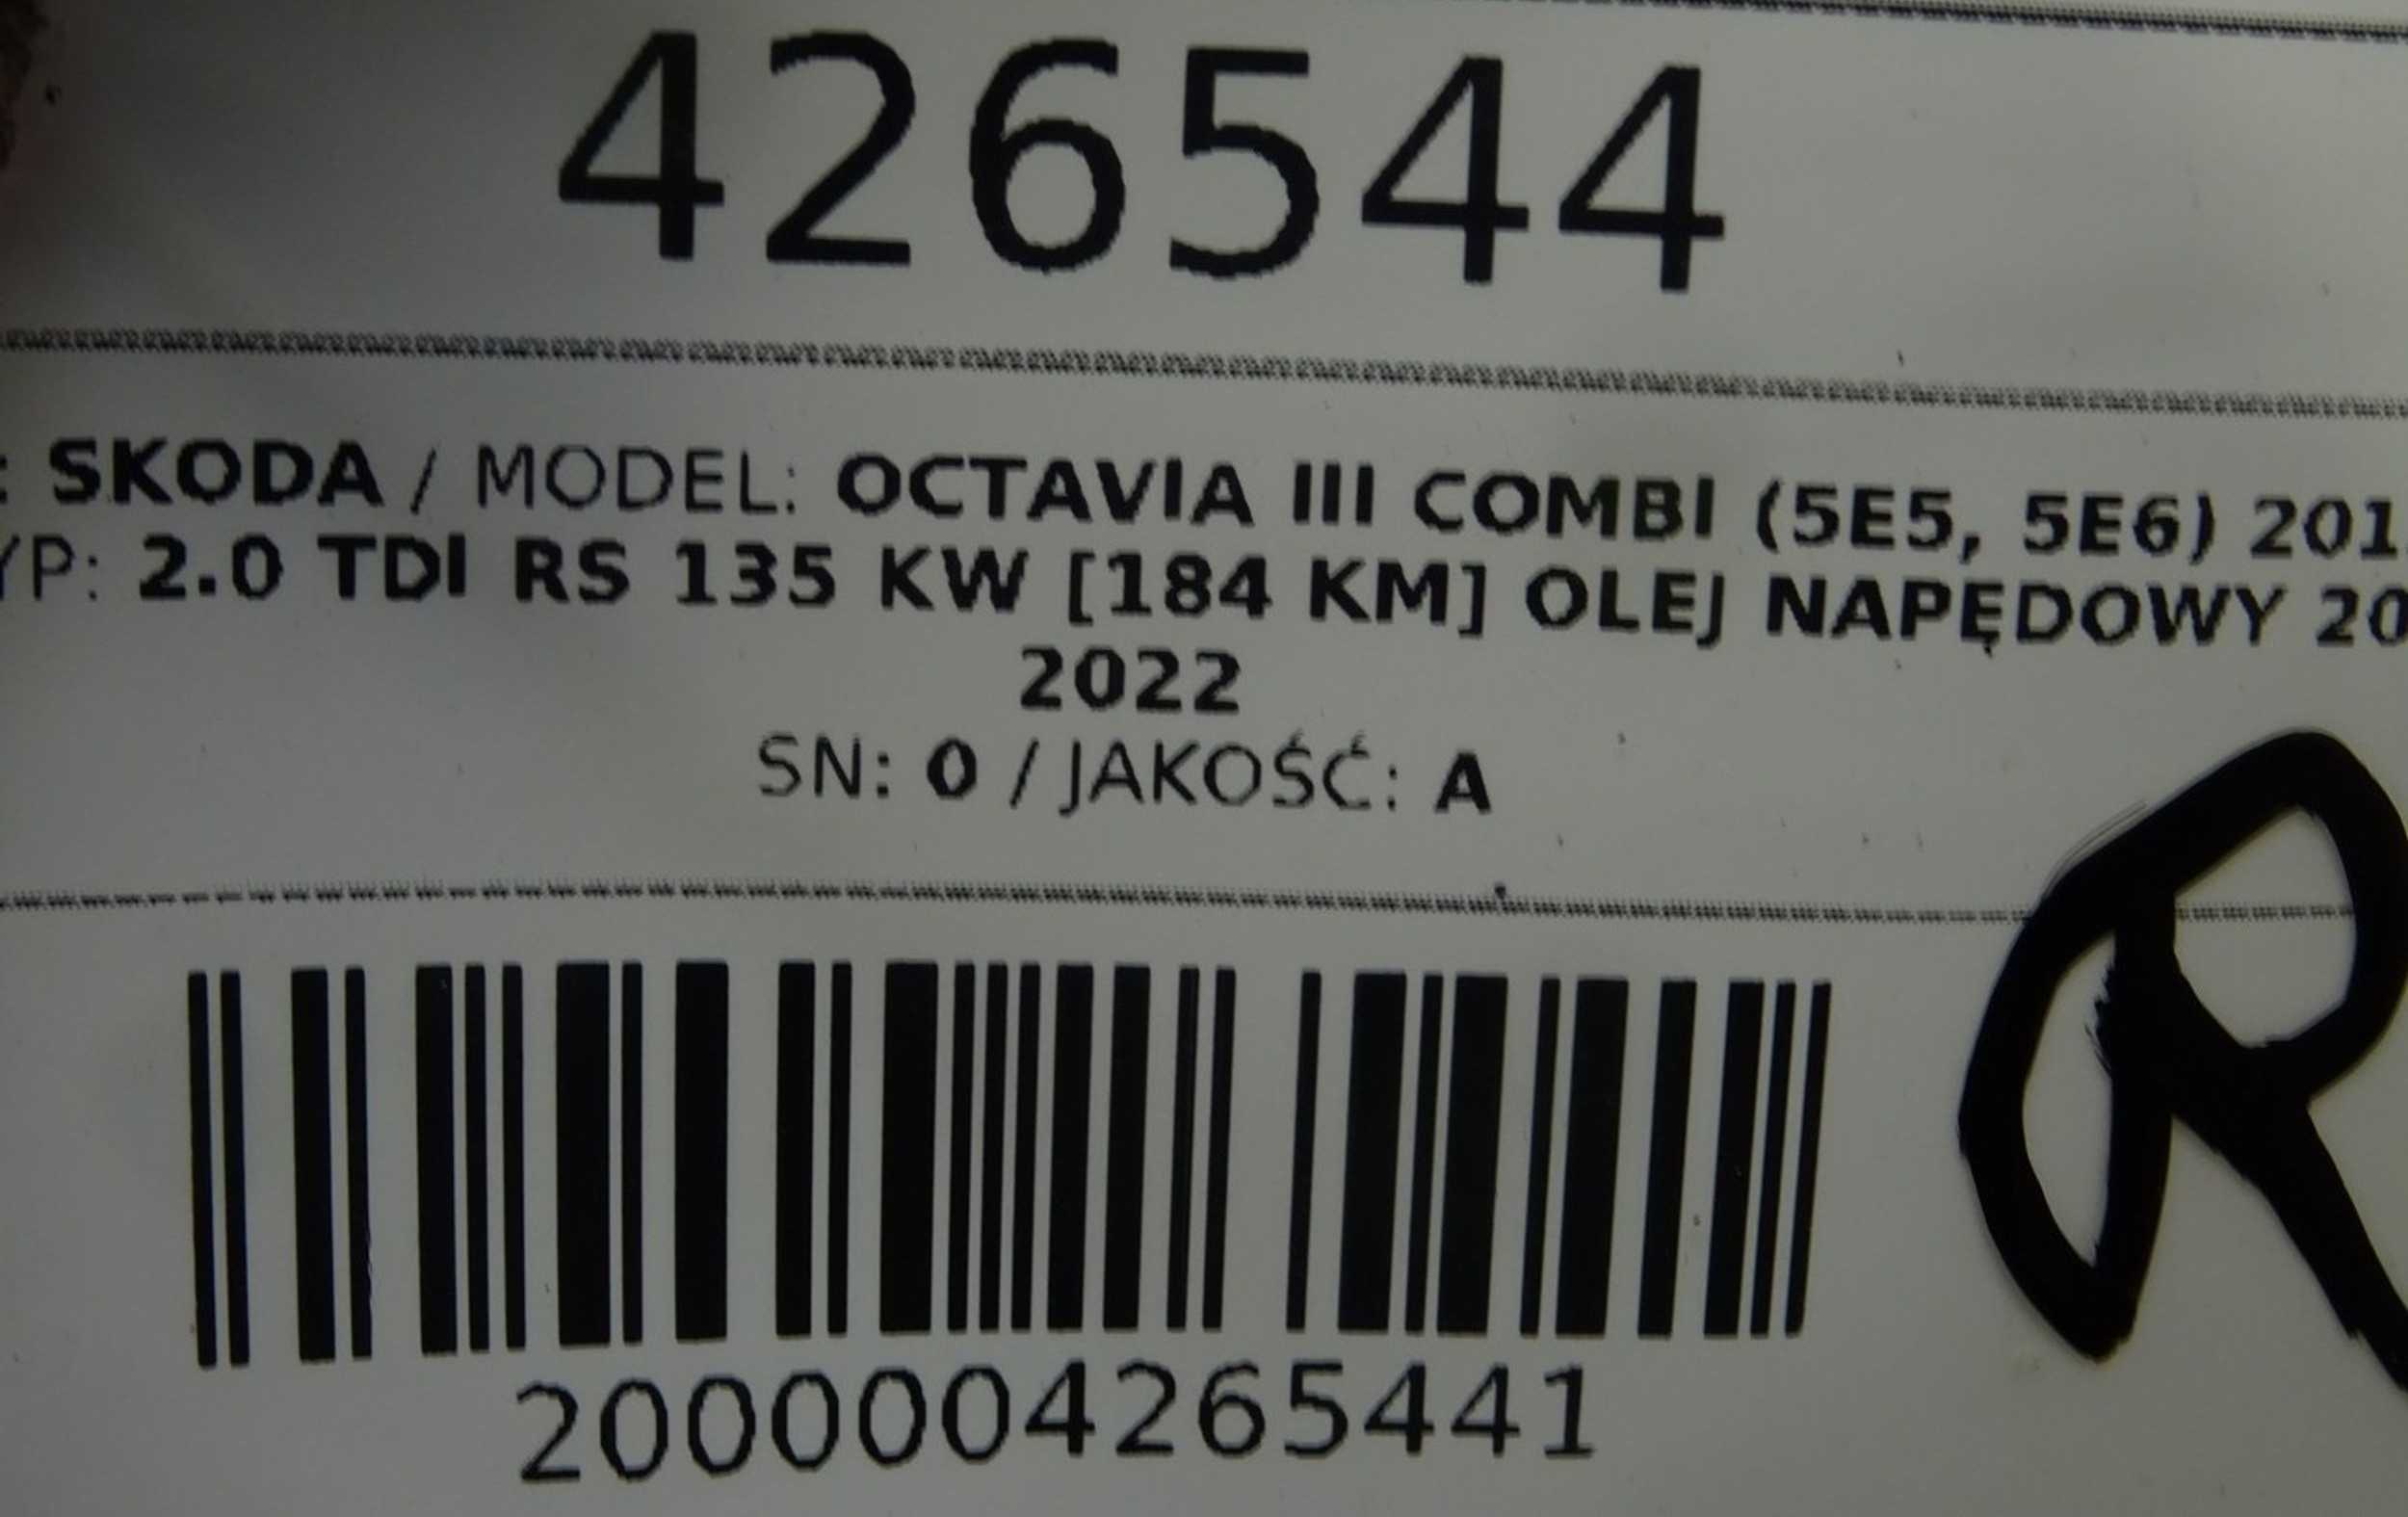 426544
: SKODA / MODEL: OCTAVIA III COMBI (5E5, 5E6) 201
YP: 2.0 TDI RS 135 KW [184 KM] OLEJ NAPĘDOWY 20
2022
SN: 0 / JAKOŚĆ: A
R
2000004265441